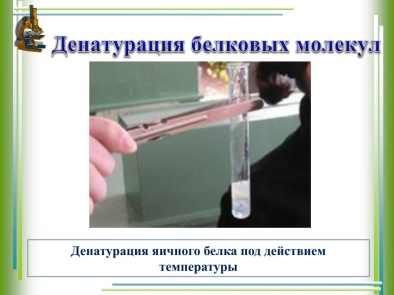 Денатурация белковых молекул
Денатурация яичного белка под действием
температуры